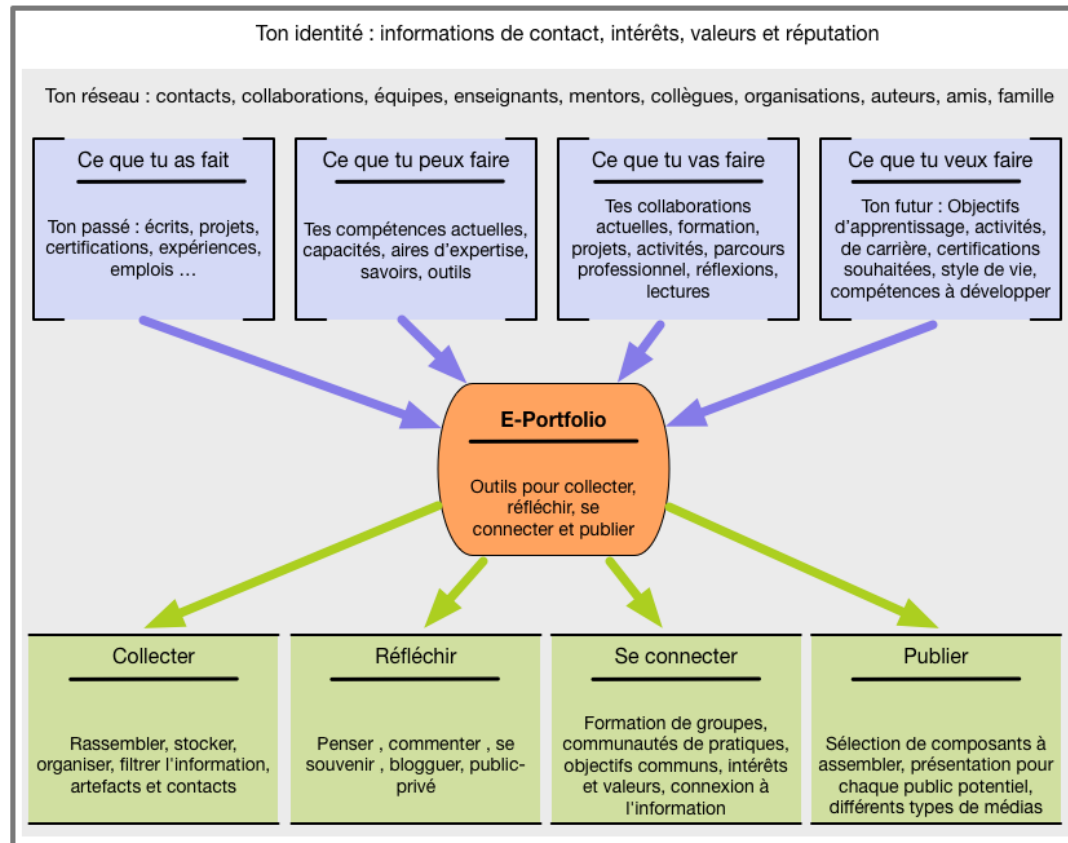 Ton identité : informations de contact, intérêts, valeurs et réputation
Ton réseau : contacts, collaborations, équipes, enseignants, mentors, collègues, organisations, auteurs, amis, famille
Ce que tu as fait
Ton passé : écrits, projets,
certifications, expériences,
emplois ...
Ce que tu peux faire
Tes compétences actuelles,
capacités, aires d'expertise,
savoirs, outils
Ce que tu vas faire
Tes collaborations
actuelles, formation,
projets, activités, parcours
professionnel, réflexions,
lectures
Ce que tu veux faire
Ton futur : Objectifs
d'apprentissage, activités,
de carrière, certifications
souhaitées, style de vie,
compétences à développer
E-Portfolio
Outils pour collecter,
réfléchir, se
connecter et publier
Collecter
Rassembler, stocker,
organiser, filtrer l'information,
artefacts et contacts
Réfléchir
Penser , commenter , se
souvenir , blogguer, public-
privé
Se connecter
Formation de groupes,
communautés de pratiques,
objectifs communs, intérêts
et valeurs, connexion à
l'information
Publier
Sélection de composants à
assembler, présentation pour
chaque public potentiel,
différents types de médias